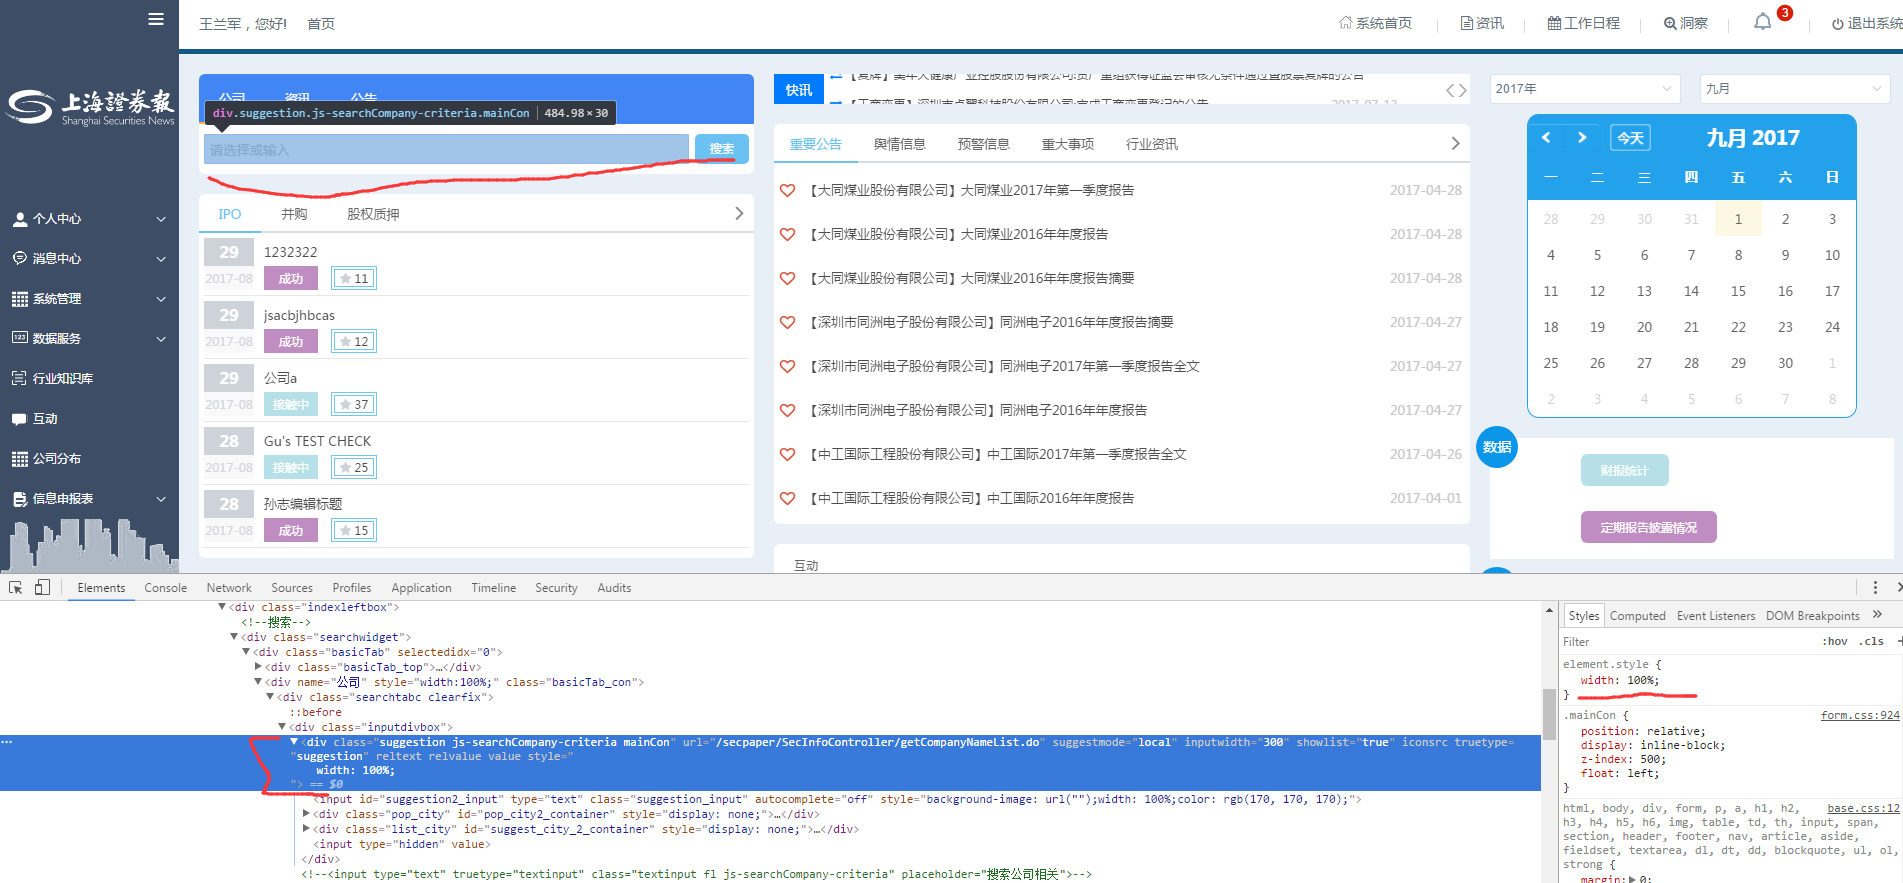 王兰军，您好!
首页
系统首页
资讯
工作日程
洞察
3
退出系统
上海證券報
Shanghai Securities News
个人中心
消息中心
系统管理
数据服务
行业知识库
互动
公司分布
信息申报表
公司 资讯 公告
div.suggestion.js-searchCompany-criteria.mainCon | 484.98×30
请选择或输入
搜索
IPO 并购 股权质押
29 1232322
2017-08 成功 11
29 jsacbjhbcas
2017-08 成功 12
29 公司a
2017-08 接触中 37
28 Gu's TEST CHECK
2017-08 接触中 25
28 孙志编辑标题
2017-08 成功 15
快讯
重要公告 舆情信息 预警信息 重大事项 行业资讯
【大同煤业股份有限公司】大同煤业2017年第一季度报告 2017-04-28
【大同煤业股份有限公司】大同煤业2016年年度报告 2017-04-28
【大同煤业股份有限公司】大同煤业2016年年度报告摘要 2017-04-28
【深圳市同洲电子股份有限公司】同洲电子2016年年度报告摘要 2017-04-27
【深圳市同洲电子股份有限公司】同洲电子2017年第一季度报告全文 2017-04-27
【深圳市同洲电子股份有限公司】同洲电子2016年年度报告 2017-04-27
【中工国际工程股份有限公司】中工国际2017年第一季度报告全文 2017-04-26
【中工国际工程股份有限公司】中工国际2016年年度报告 2017-04-01
互动
2017年 九月
今天 九月 2017
一 二 三 四 五 六 日
28 29 30 31 1 2 3
4 5 6 7 8 9 10
11 12 13 14 15 16 17
18 19 20 21 22 23 24
25 26 27 28 29 30 1
2 3 4 5 6 7 8
数据
财报统计
定期报告披露情况
Elements Console Network Sources Profiles Application Timeline Security Audits
<div class="indexleftbox">
<!--搜索-->
<div class="searchwidget">
<div class="basicTab" selectedidx="0">
<div class="basicTab_top">…</div>
<div name="公司" style="width:100%;" class="basicTab_con">
<div class="searchtabc clearfix">
::before
<div class="inputdivbox">
<div class="suggestion js-searchCompany-criteria mainCon" url="/secpaper/SecInfoController/getCompanyNameList.do" suggestmode="local" inputwidth="300" showlist="true" iconsrc truetype=
"suggestion" reltext relvalue value style="
width: 100%;
"> == $0
<input id="suggestion2_input" type="text" class="suggestion_input" autocomplete="off" style="background-image: url("");width: 100%;color: rgb(170, 170, 170);">
<div class="pop_city" id="pop_city2_container" style="display: none;">…</div>
<div class="list_city" id="suggest_city_2_container" style="display: none;">…</div>
<input type="hidden" value>
</div>
<!--<input type="text" truetype="textinput" class="textinput fl js-searchCompany-criteria" placeholder="搜索公司相关">-->
Styles Computed Event Listeners DOM Breakpoints »
Filter :hov .cls +
element.style {
width: 100%;
}
.mainCon { form.css:924
position: relative;
display: inline-block;
z-index: 500;
float: left;
}
html, body, div, form, p, a, h1, h2, base.css:12
h3, h4, h5, h6, img, table, td, th, input, span,
section, header, footer, nav, article, aside,
fieldset, textarea, dl, dt, dd, blockquote, ul, ol,
strong {
margin: 0;